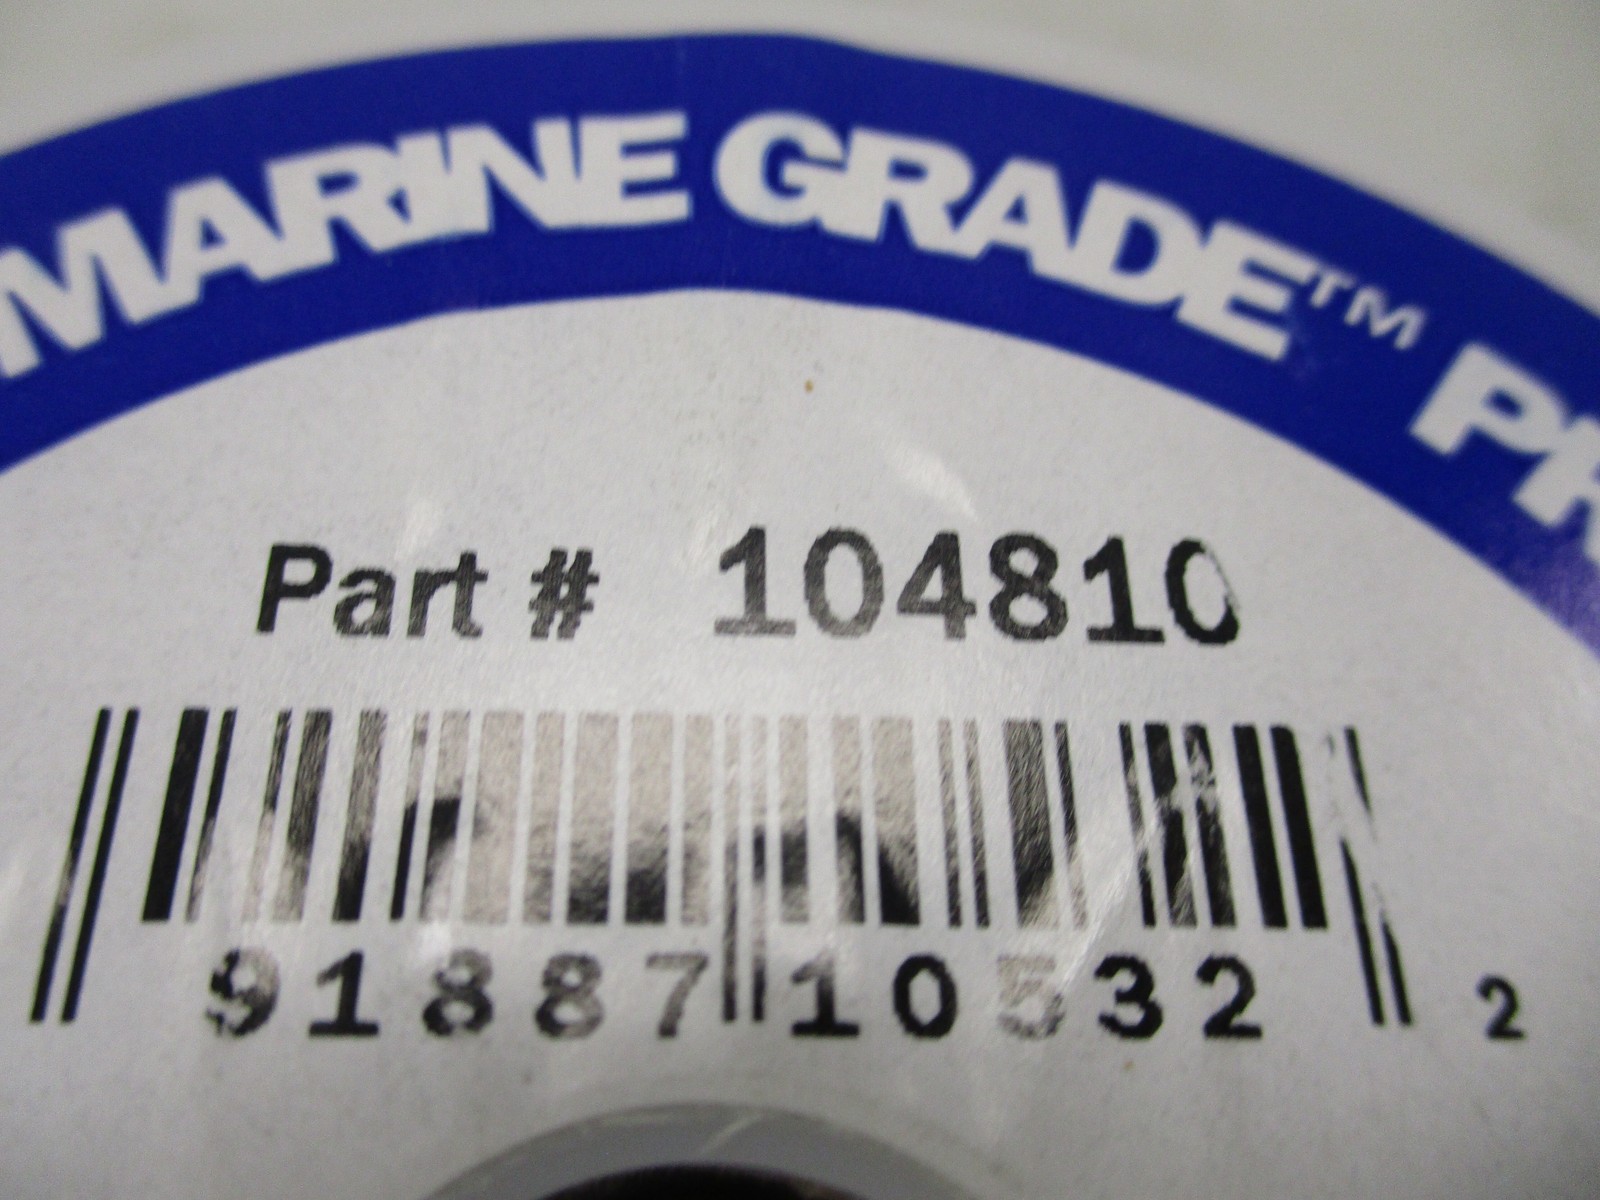 MARINE GRADE™
Part # 104810
91887 10532 2